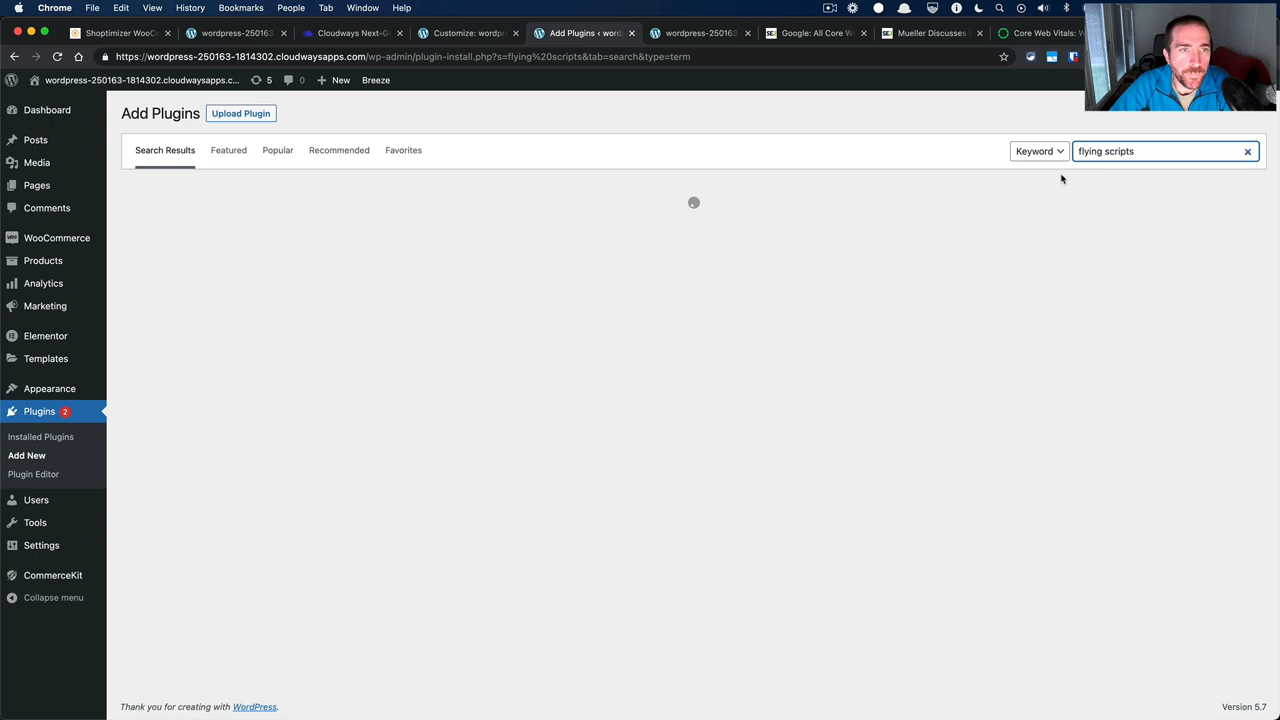 Chrome File Edit View History Bookmarks People Tab Window Help
Shoptimizer WooCo
wordpress-250163
Cloudways Next-Ge
Customize: wordpr
Add Plugins ‹ word
wordpress-250163
Google: All Core W
Mueller Discusses
Core Web Vitals: W
https://wordpress-250163-1814302.cloudwaysapps.com/wp-admin/plugin-install.php?s=flying%20scripts&tab=search&type=term
wordpress-250163-1814302.cloudwaysapps.c... 5 0 New Breeze
Dashboard
Posts
Media
Pages
Comments
WooCommerce
Products
Analytics
Marketing
Elementor
Templates
Appearance
Plugins 2
Installed Plugins
Add New
Plugin Editor
Users
Tools
Settings
CommerceKit
Collapse menu
Add Plugins Upload Plugin
Search Results Featured Popular Recommended Favorites Keyword flying scripts
Thank you for creating with WordPress. Version 5.7